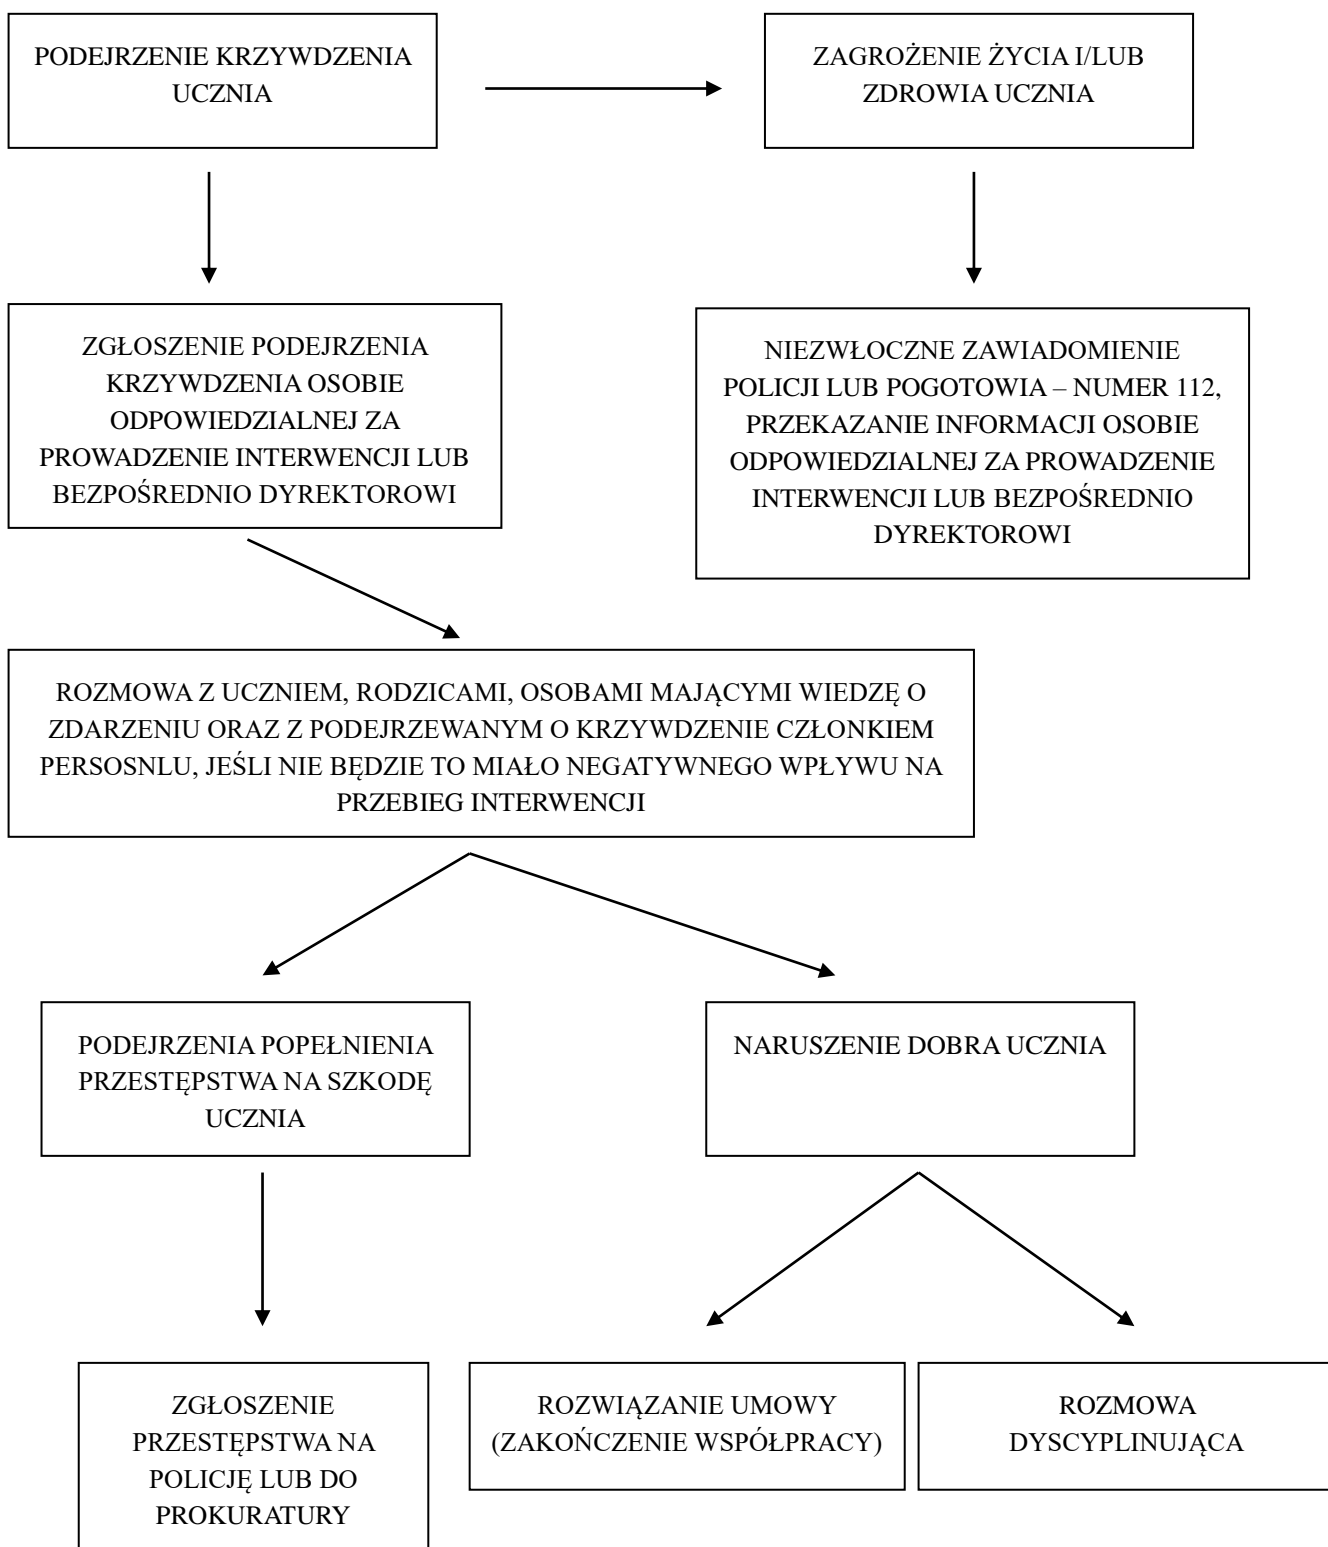 PODEJRZENIE KRZYWDZENIA
UCZNIA
ZAGROŻENIE ŻYCIA I/LUB
ZDROWIA UCZNIA
ZGŁOSZENIE PODEJRZENIA
KRZYWDZENIA OSOBIE
ODPOWIEDZIALNEJ ZA
PROWADZENIE INTERWENCJI LUB
BEZPOŚREDNIO DYREKTOROWI
NIEZWŁOCZNE ZAWIADOMIENIE
POLICJI LUB POGOTOWIA – NUMER 112,
PRZEKAZANIE INFORMACJI OSOBIE
ODPOWIEDZIALNEJ ZA PROWADZENIE
INTERWENCJI LUB BEZPOŚREDNIO
DYREKTOROWI
ROZMOWA Z UCZNIEM, RODZICAMI, OSOBAMI MAJĄCYMI WIEDZĘ O
ZDARZENIU ORAZ Z PODEJRZEWANYM O KRZYWDZENIE CZŁONKIEM
PERSOSNLU, JEŚLI NIE BĘDZIE TO MIAŁO NEGATYWNEGO WPŁYWU NA
PRZEBIEG INTERWENCJI
PODEJRZENIA POPEŁNIENIA
PRZESTĘPSTWA NA SZKODĘ
UCZNIA
NARUSZENIE DOBRA UCZNIA
ZGŁOSZENIE
PRZESTĘPSTWA NA
POLICJĘ LUB DO
PROKURATURY
ROZWIĄZANIE UMOWY
(ZAKOŃCZENIE WSPÓŁPRACY)
ROZMOWA
DYSCYPLINUJĄCA